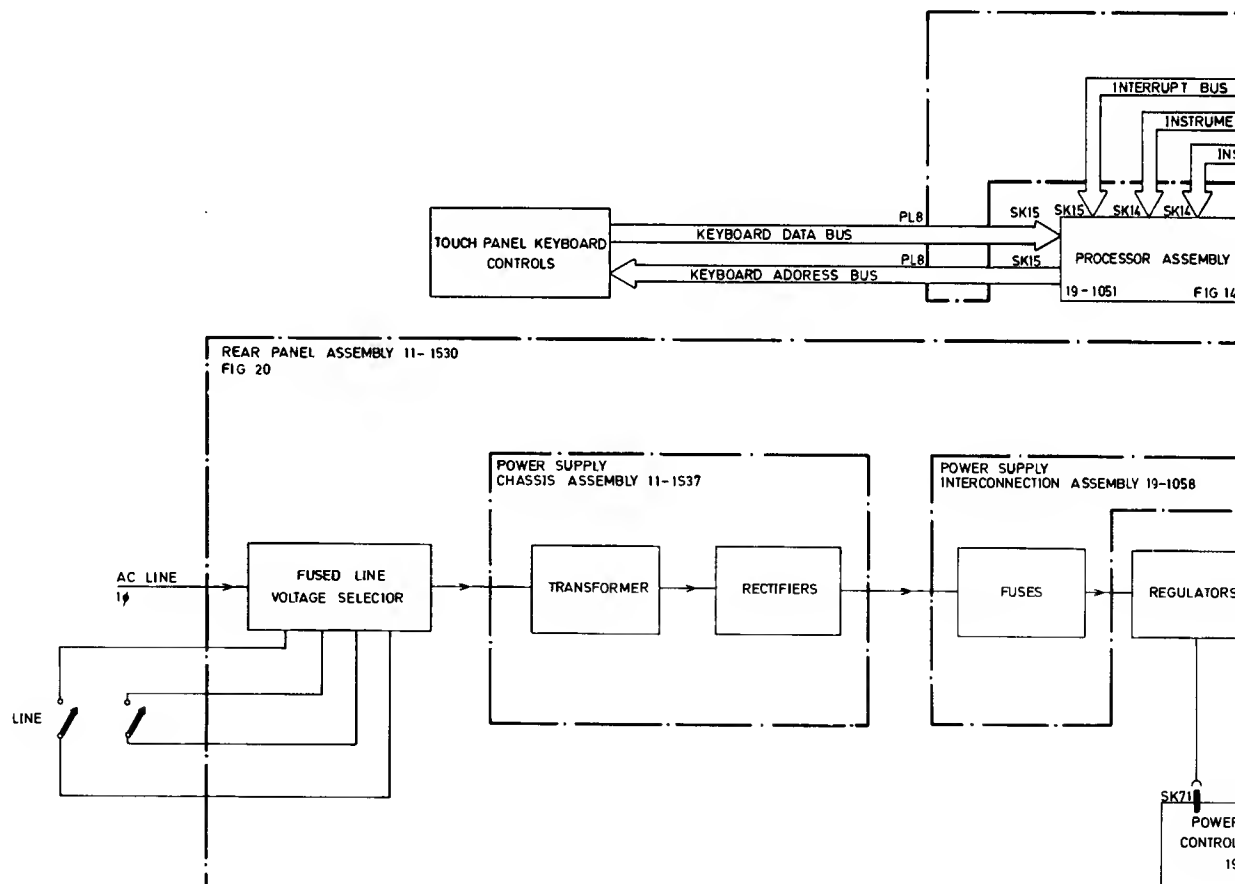 INTERRUPT BUS
INSTRUME
INS
PL8
SK15
SK15
SK14
SK14
KEYBOARD DATA BUS
TOUCH PANEL KEYBOARD
CONTROLS
PL8
SK15
KEYBOARD ADDRESS BUS
PROCESSOR ASSEMBLY
19-1051
FIG 14
REAR PANEL ASSEMBLY 11-1530
FIG 20
POWER SUPPLY
CHASSIS ASSEMBLY 11-1537
POWER SUPPLY
INTERCONNECTION ASSEMBLY 19-1058
AC LINE
1ϕ
FUSED LINE
VOLTAGE SELECTOR
TRANSFORMER
RECTIFIERS
FUSES
REGULATORS
LINE
SK71
POWER
CONTROL
19